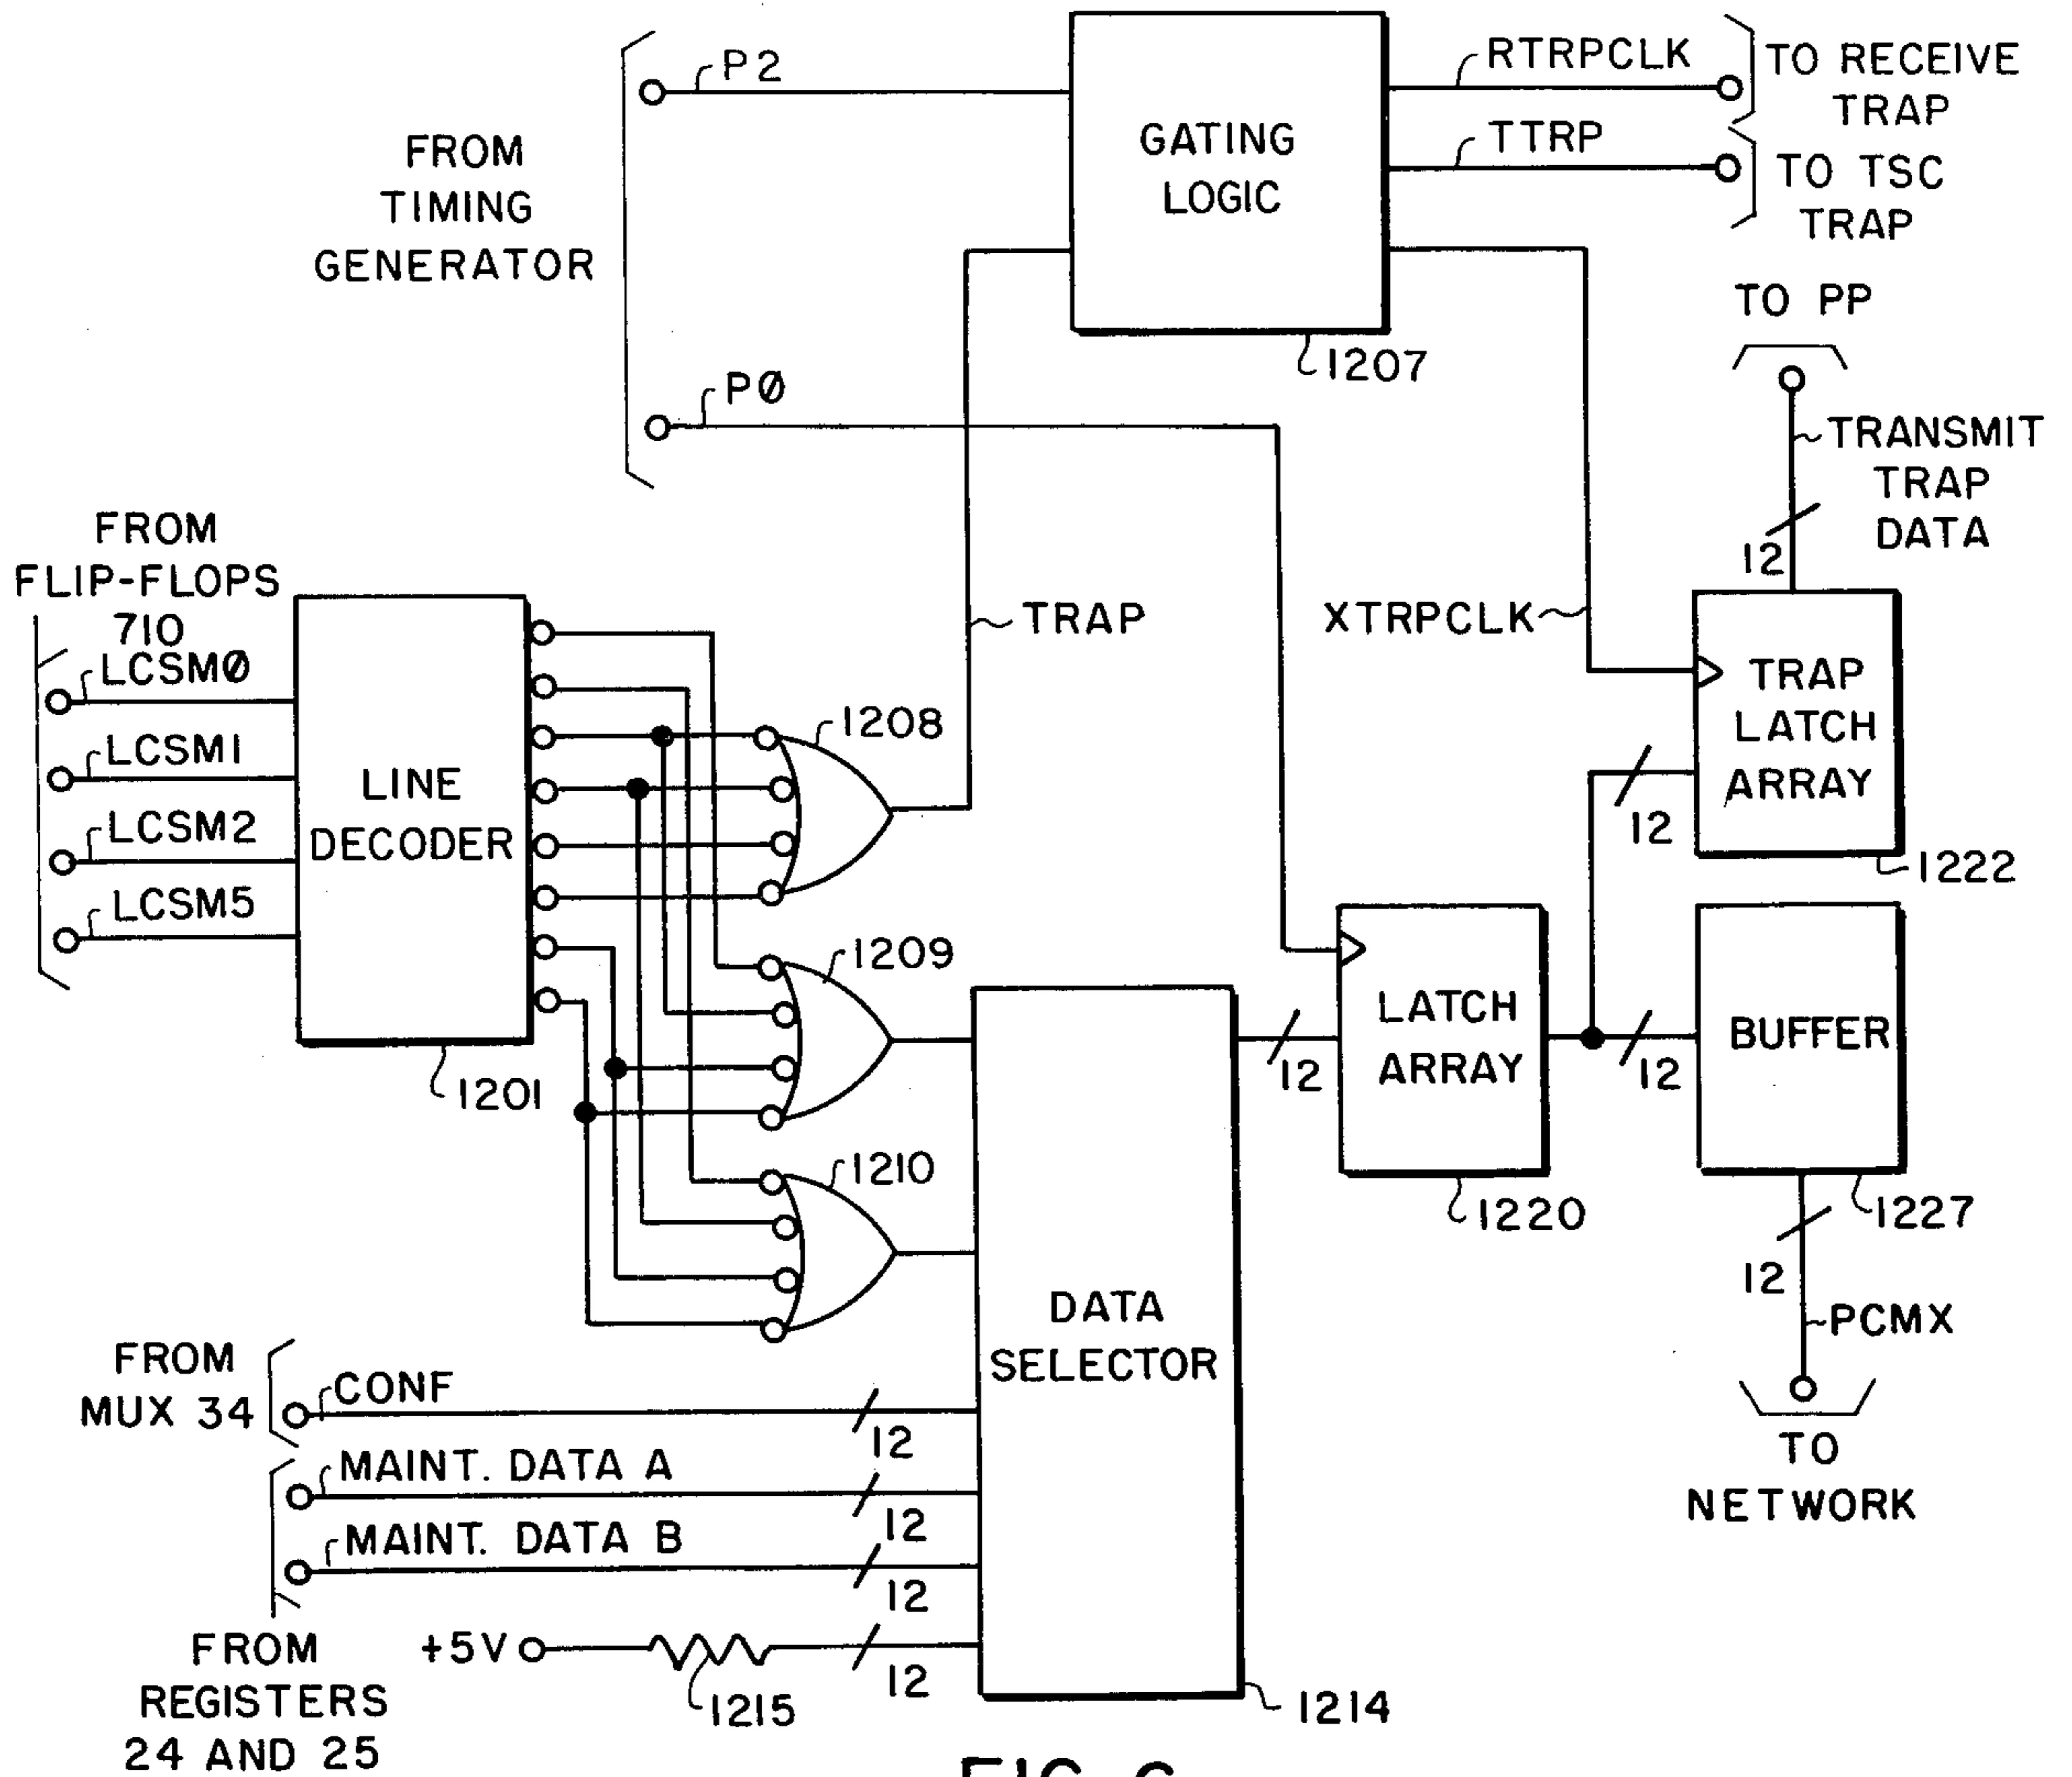 P2
RTRPCLK
TO RECEIVE
TRAP
TTRP
TO TSC
TRAP
FROM
TIMING
GENERATOR
GATING
LOGIC
1207
PØ
TO PP
TRANSMIT
TRAP
DATA
12
FROM
FLIP-FLOPS
710
LCSMØ
LCSM1
LCSM2
LCSM5
LINE
DECODER
1201
TRAP
1208
1209
1210
XTRPCLK
TRAP
LATCH
ARRAY
1222
12
LATCH
ARRAY
1220
12
12
BUFFER
1227
12
PCMX
TO
NETWORK
DATA
SELECTOR
1214
FROM
MUX 34
CONF
12
MAINT. DATA A
12
MAINT. DATA B
12
FROM
REGISTERS
24 AND 25
+5V
1215
12